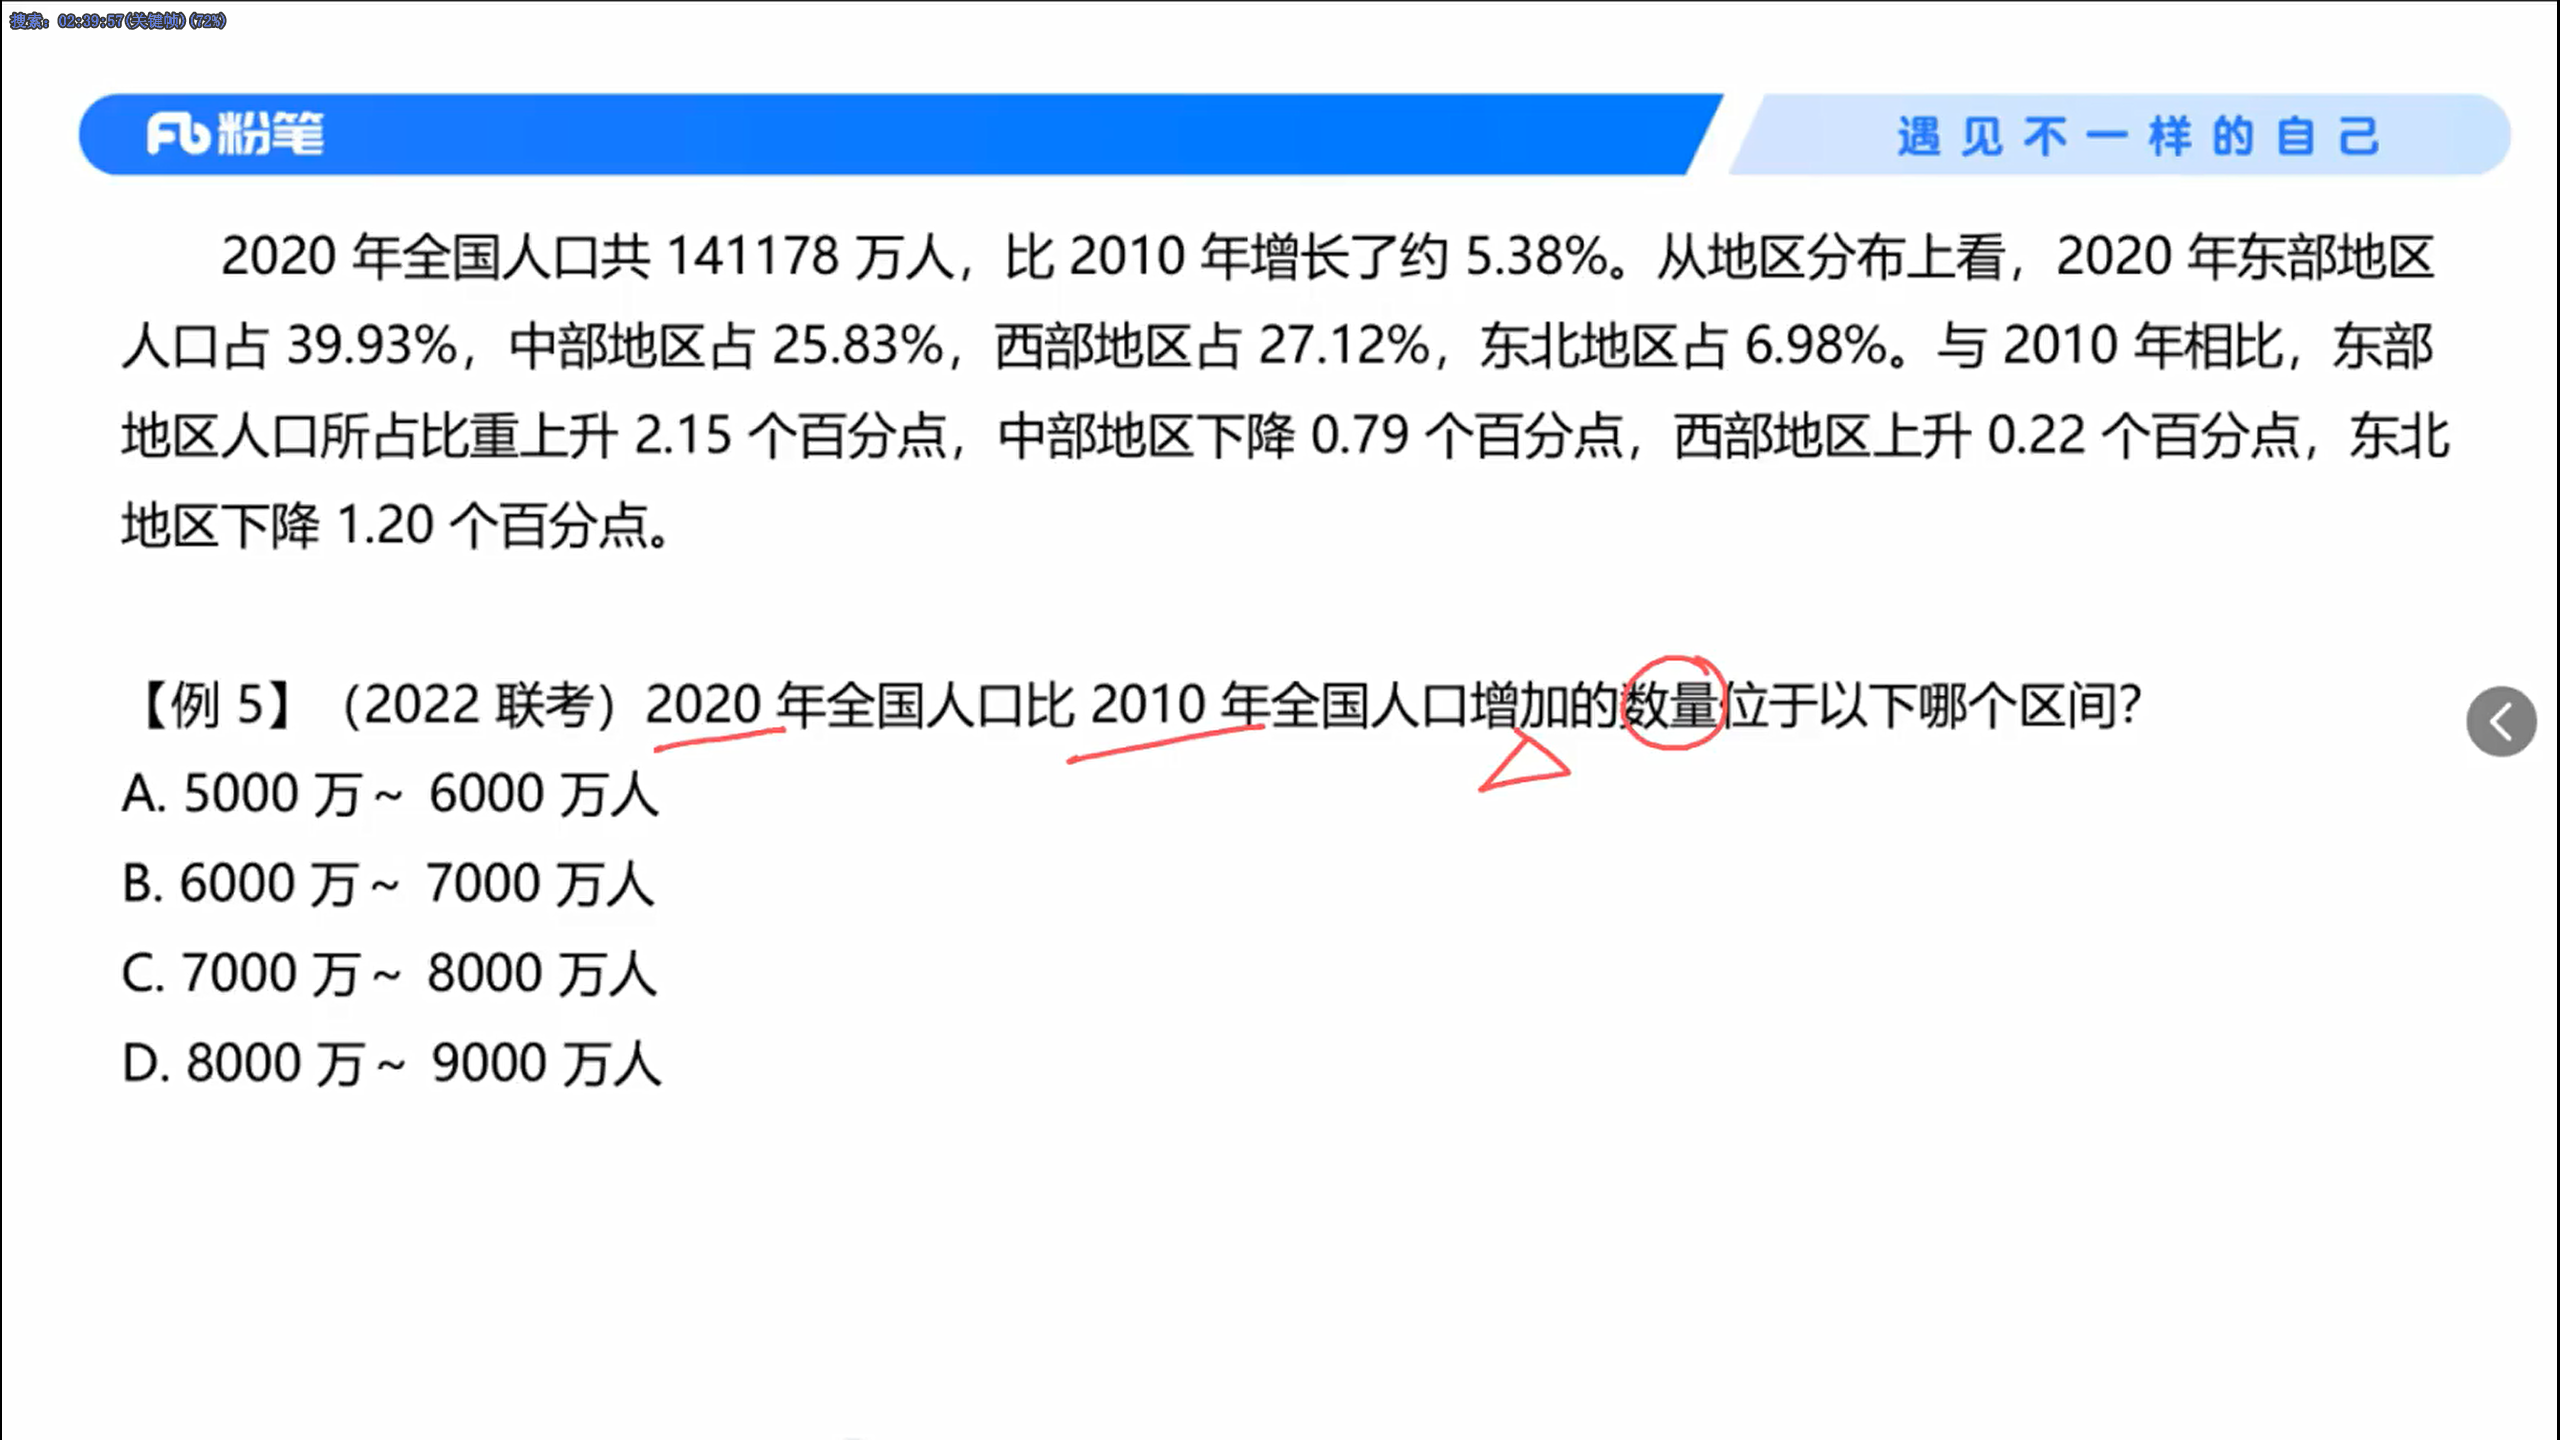 搜索: 02:39:57(关键帧)(72%)
粉笔
遇见不一样的自己
2020 年全国人口共 141178 万人，比 2010 年增长了约 5.38%。从地区分布上看，2020 年东部地区
人口占 39.93%，中部地区占 25.83%，西部地区占 27.12%，东北地区占 6.98%。与 2010 年相比，东部
地区人口所占比重上升 2.15 个百分点，中部地区下降 0.79 个百分点，西部地区上升 0.22 个百分点，东北
地区下降 1.20 个百分点。
【例 5】（2022 联考）2020 年全国人口比 2010 年全国人口增加的数量位于以下哪个区间？
A. 5000 万～ 6000 万人
B. 6000 万～ 7000 万人
C. 7000 万～ 8000 万人
D. 8000 万～ 9000 万人